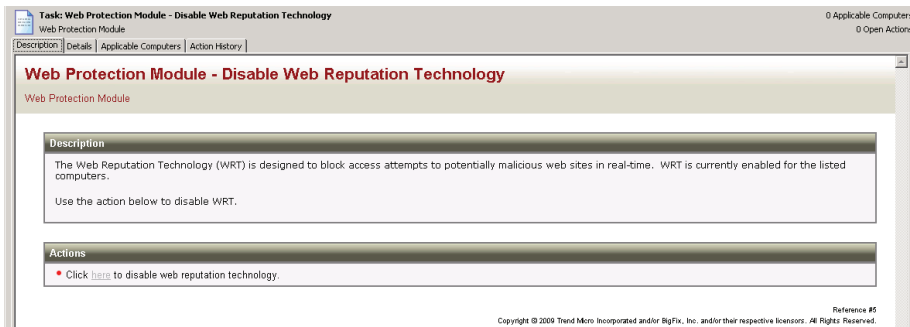 Task: Web Protection Module - Disable Web Reputation Technology
0 Applicable Computers
Web Protection Module
0 Open Actions
Description
Details
Applicable Computers
Action History
Web Protection Module - Disable Web Reputation Technology
Web Protection Module
Description
The Web Reputation Technology (WRT) is designed to block access attempts to potentially malicious web sites in real-time. WRT is currently enabled for the listed
computers.
Use the action below to disable WRT.
Actions
Click here to disable web reputation technology.
Reference #5
Copyright © 2009 Trend Micro Incorporated and/or BigFix, Inc. and/or their respective licensors. All Rights Reserved.